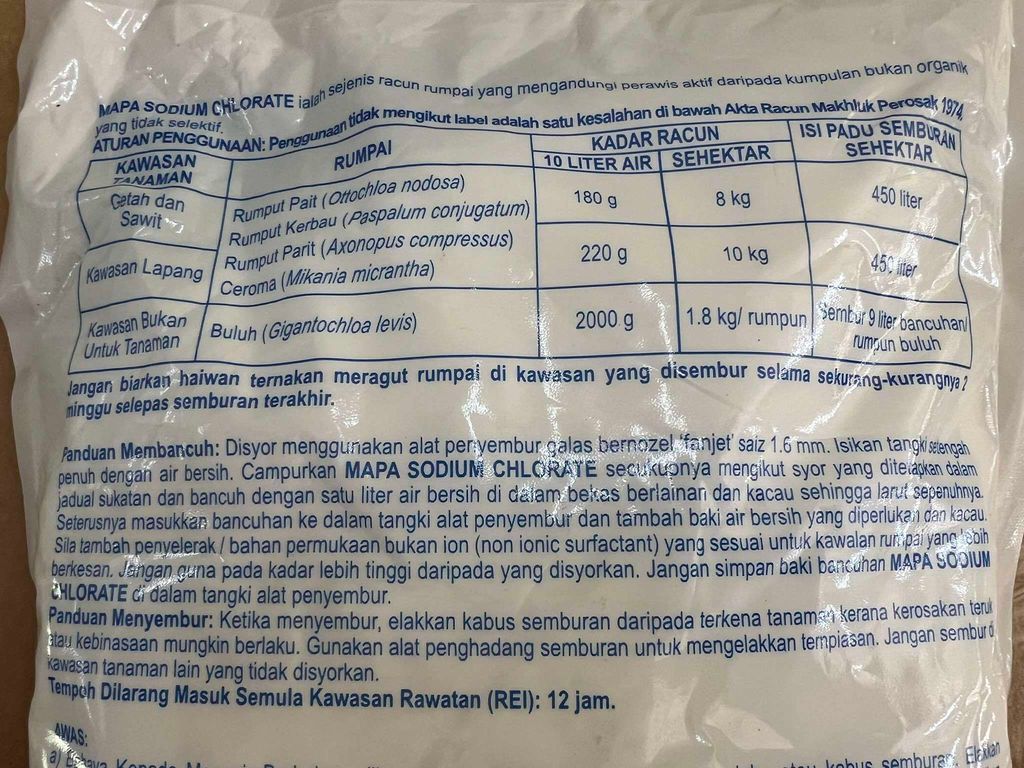 MAPA SODIUM CHLORATE ialah sejenis racun rumpai yang mengandungi perawis aktif daripada kumpulan bukan organik
yang tidak selektif.
ATURAN PENGGUNAAN: Penggunaan tidak mengikut label adalah satu kesalahan di bawah Akta Racun Makhluk Perosak 1974.
KAWASAN TANAMAN RUMPAI KADAR RACUN ISI PADU SEMBURAN SEHEKTAR
10 LITER AIR SEHEKTAR
Getah dan Sawit
Rumput Pait (Ottochloa nodosa)
Rumput Kerbau (Paspalum conjugatum)
180 g 8 kg 450 liter
Kawasan Lapang
Rumput Parit (Axonopus compressus)
Ceroma (Mikania micrantha)
220 g 10 kg 450 liter
Kawasan Bukan
Untuk Tanaman
Buluh (Gigantochloa levis)
2000 g 1.8 kg/ rumpun
Sembur 9 liter bancuhan/
rumpun buluh
Jangan biarkan haiwan ternakan meragut rumpai di kawasan yang disembur selama sekurang-kurangnya 2
minggu selepas semburan terakhir.
Panduan Membancuh: Disyor menggunakan alat penyembur galas bernozel 'fanjet' saiz 1.6 mm. Isikan tangki setengah
penuh dengan air bersih. Campurkan MAPA SODIUM CHLORATE secukupnya mengikut syor yang ditetapkan dalam
jadual sukatan dan bancuh dengan satu liter air bersih di dalam bekas berlainan dan kacau sehingga larut sepenuhnya.
Seterusnya masukkan bancuhan ke dalam tangki alat penyembur dan tambah baki air bersih yang diperlukan dan kacau.
Sila tambah penyelerak / bahan permukaan bukan ion (non ionic surfactant) yang sesuai untuk kawalan rumpai yang lebih
berkesan. Jangan guna pada kadar lebih tinggi daripada yang disyorkan. Jangan simpan baki bancuhan MAPA SODIUM
CHLORATE di dalam tangki alat penyembur.
Panduan Menyembur: Ketika menyembur, elakkan kabus semburan daripada terkena tanaman kerana kerosakan teruk
atau kebinasaan mungkin berlaku. Gunakan alat penghadang semburan untuk mengelakkan tempiasan. Jangan sembur di
kawasan tanaman lain yang tidak disyorkan.
Tempoh Dilarang Masuk Semula Kawasan Rawatan (REI): 12 jam.
AWAS:
a) Bahaya Kepada kabus semburan. Elakkan